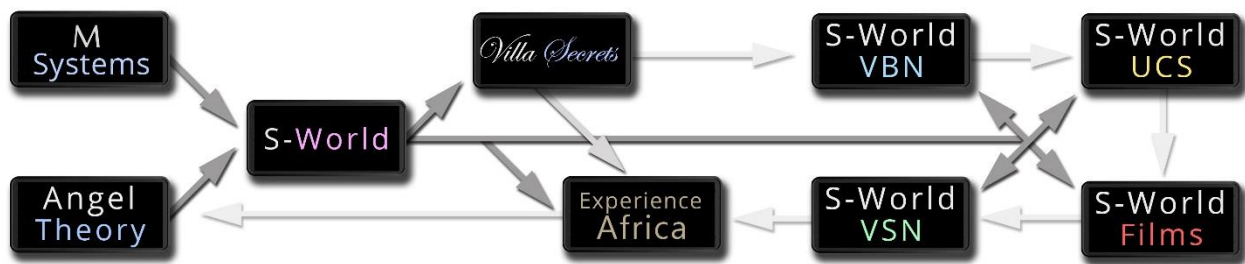 M
Systems
Villa Secrets
S-World
VBN
S-World
UCS
S-World
Angel
Theory
Experience
Africa
S-World
VSN
S-World
Films